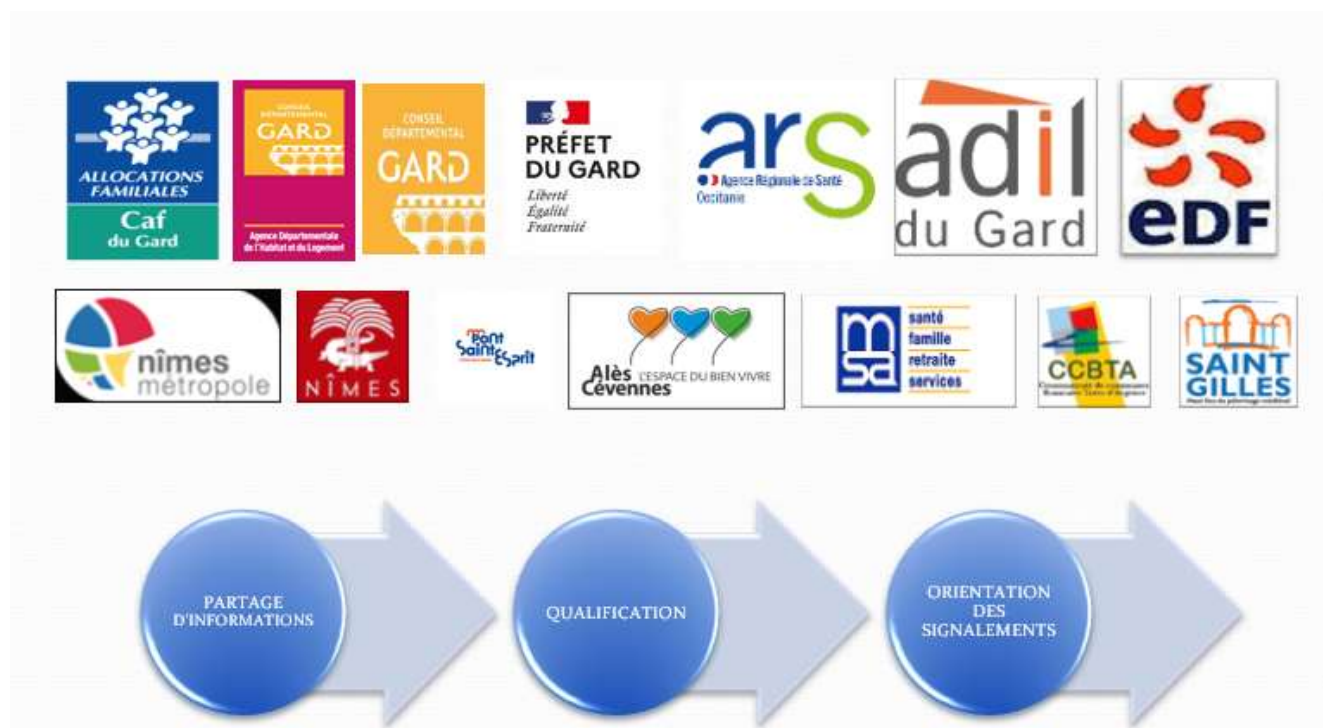 ALLOCATIONS
FAMILIALES
Caf
du Gard
CONSEIL
DÉPARTEMENTAL
GARD
Agence Départementale
de l'Habitat et du Logement
CONSEIL
DÉPARTEMENTAL
GARD
PRÉFET
DU GARD
Liberté
Égalité
Fraternité
ars
Agence Régionale de Santé
Occitanie
adil
du Gard
eDF
nîmes
métropole
NÎMES
Pont
Saint
Esprit
Alès
Cévennes
L'ESPACE DU BIEN VIVRE
msa
santé
famille
retraite
services
CCBTA
SAINT
GILLES
PARTAGE
D'INFORMATIONS
QUALIFICATION
ORIENTATION
DES
SIGNALEMENTS